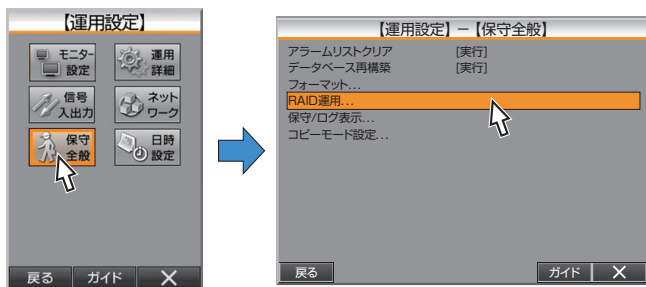 【運用設定】
モニター
設定
運用
詳細
信号
入出力
ネット
ワーク
保守
全般
日時
設定
戻る ガイド ×
【運用設定】－【保守全般】
アラームリストクリア [実行]
データベース再構築 [実行]
フォーマット...
RAID運用...
保守/ログ表示...
コピーモード設定...
戻る ガイド ×